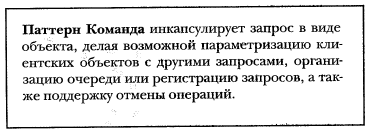 Паттерн Команда инкапсулирует запрос в виде
объекта, делая возможной параметризацию кли-
ентских объектов с другими запросами, органи-
зацию очереди или регистрацию запросов, а так-
же поддержку отмены операций.